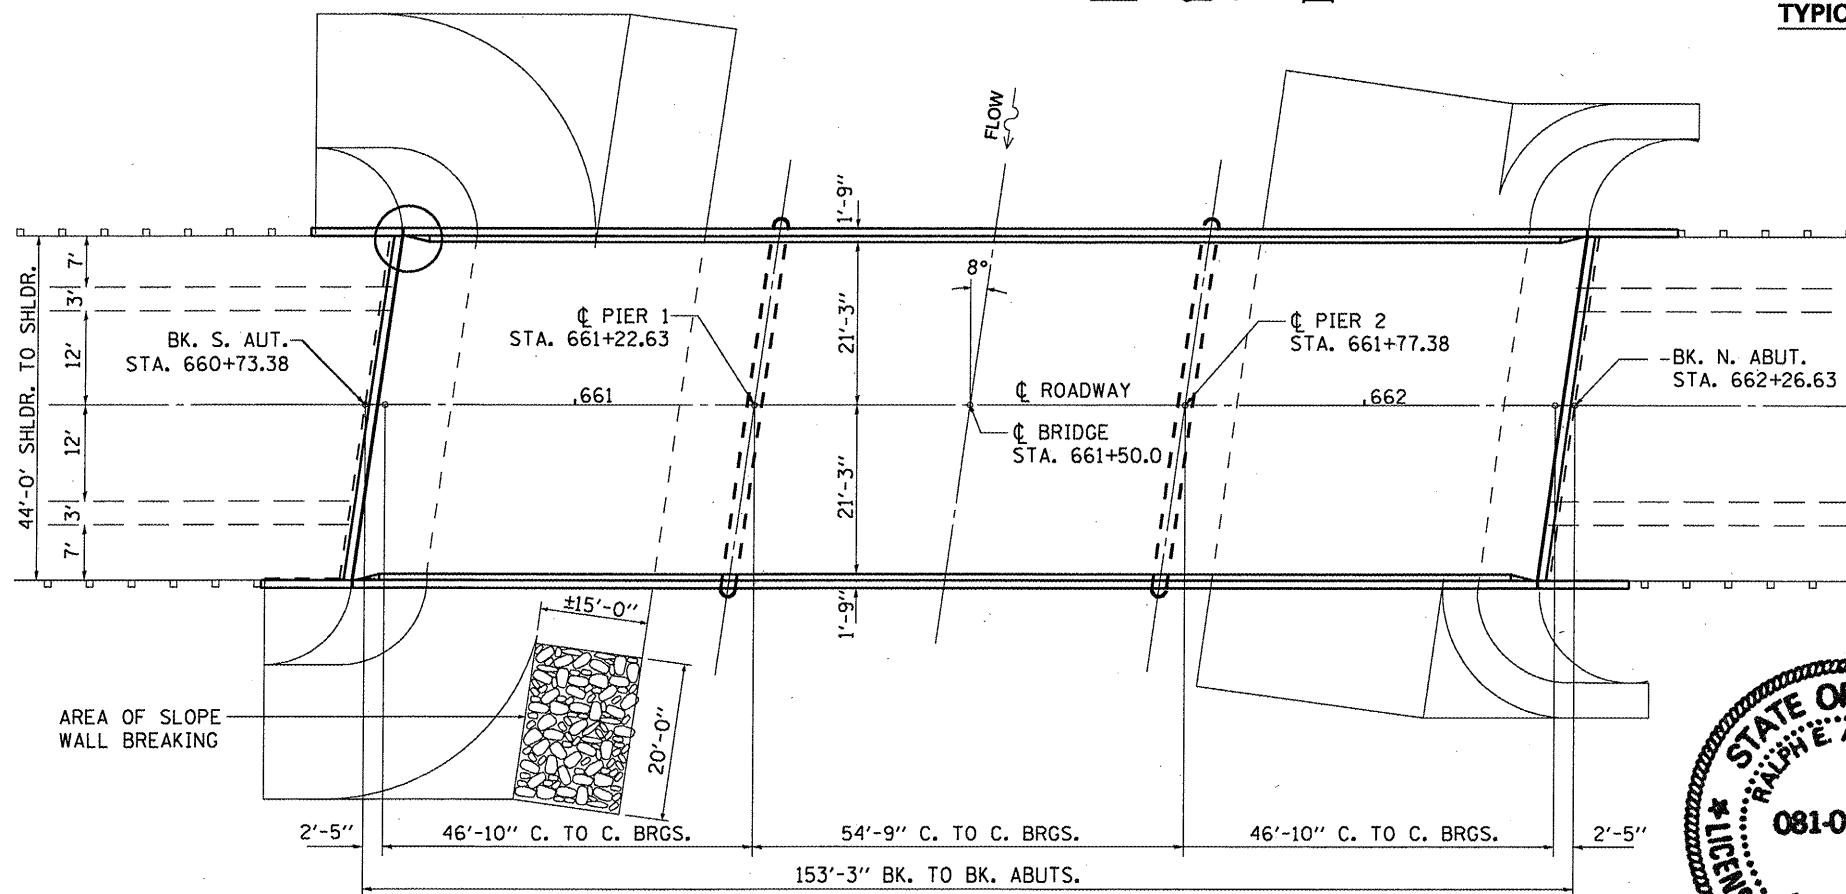 TYPIC
FLOW
1'-9"
8°
44'-0' SHLDR. TO SHLDR.
7'
3'
12'
12'
3'
7'
BK. S. AUT.
STA. 660+73.38
℄ PIER 1
STA. 661+22.63
21'-3"
℄ PIER 2
STA. 661+77.38
BK. N. ABUT.
STA. 662+26.63
661
℄ ROADWAY
662
℄ BRIDGE
STA. 661+50.0
21'-3"
1'-9"
±15'-0"
20'-0"
AREA OF SLOPE
WALL BREAKING
2'-5"
46'-10" C. TO C. BRGS.
54'-9" C. TO C. BRGS.
46'-10" C. TO C. BRGS.
2'-5"
153'-3" BK. TO BK. ABUTS.
STATE OF
RALPH E.
081-0
LICEN